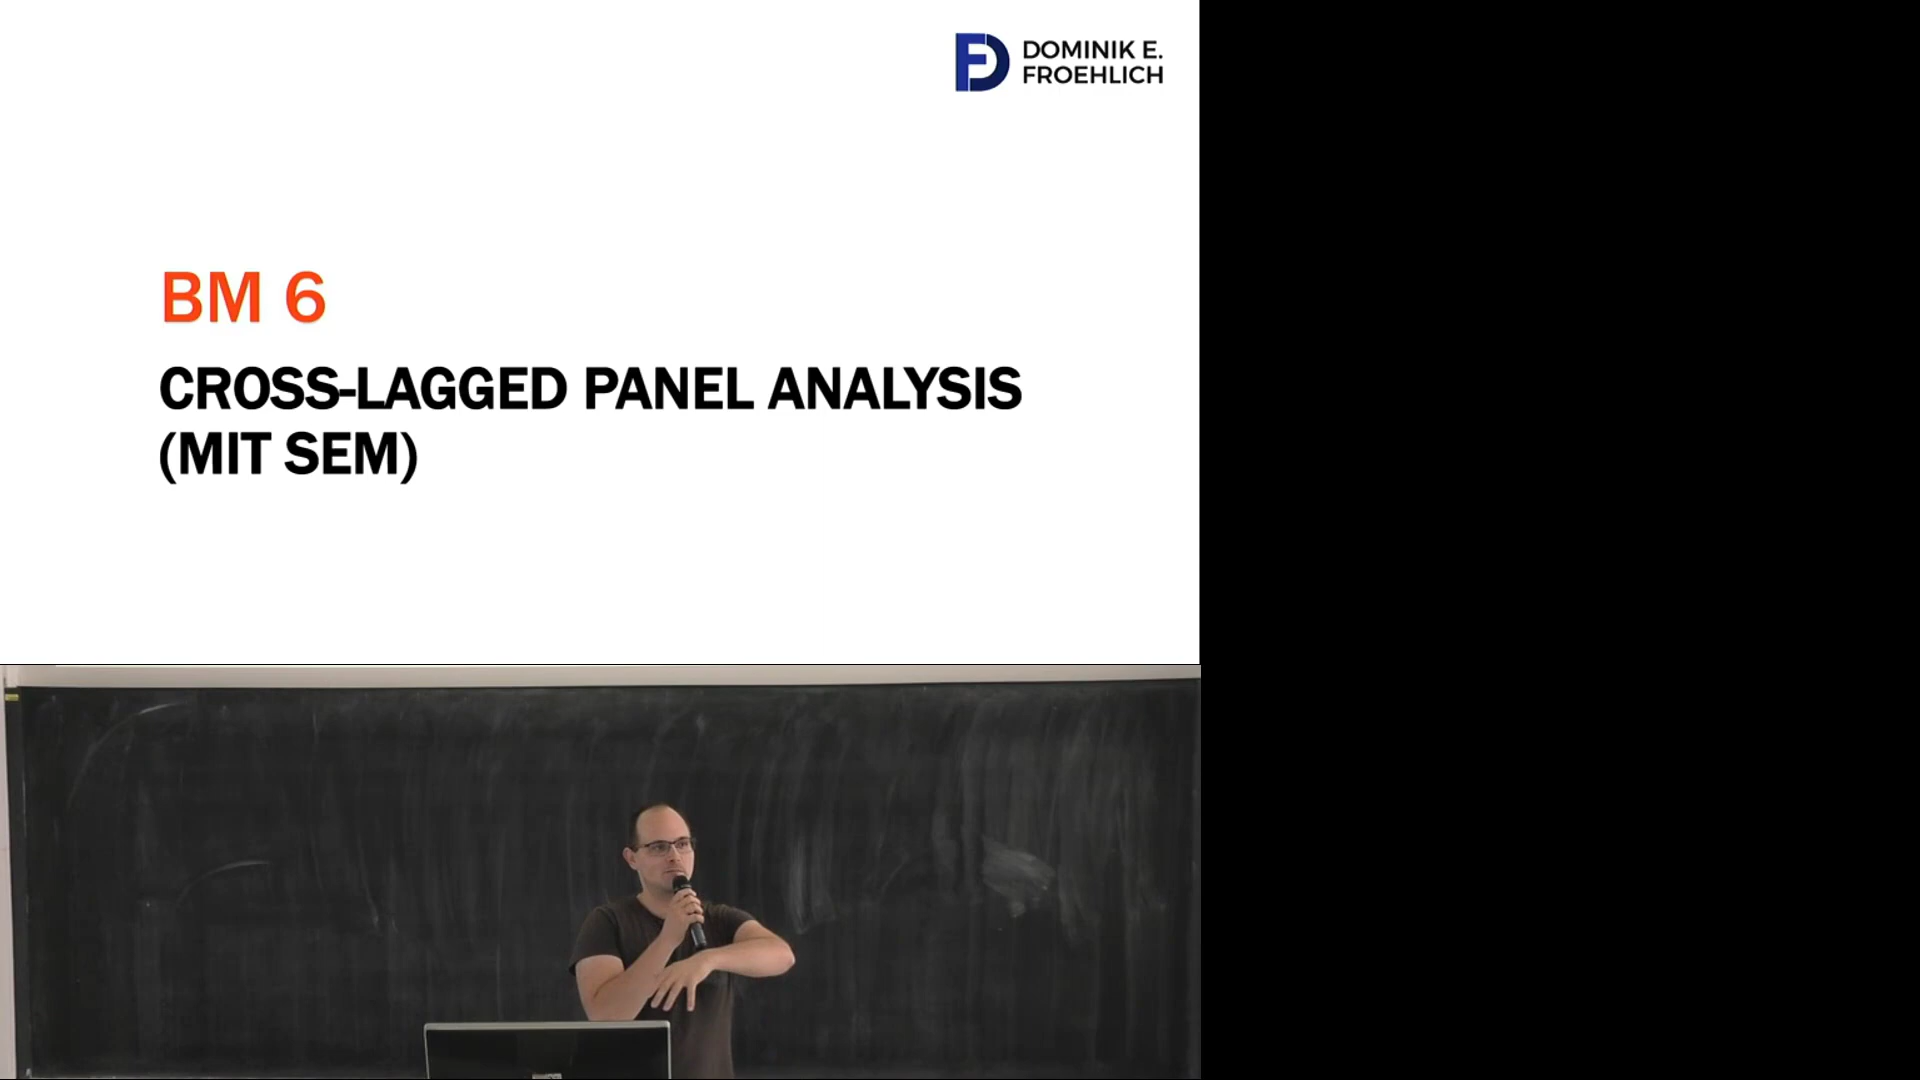 DOMINIK E.
FROEHLICH
BM 6
CROSS-LAGGED PANEL ANALYSIS
(MIT SEM)